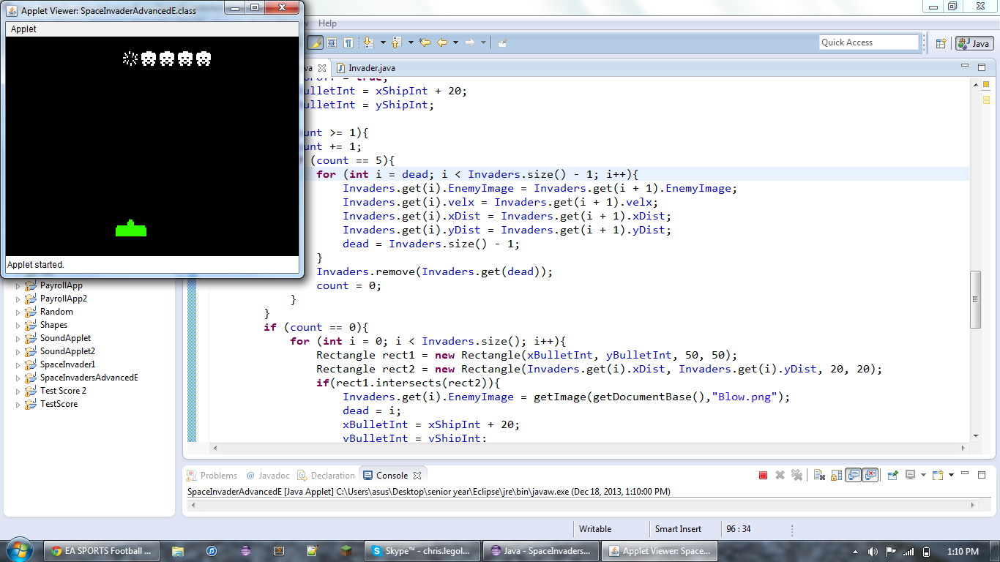 Applet Viewer: SpaceInvaderAdvancedE.class
Applet
Applet started.
Help
Quick Access
Java
va
Invader.java
= true;
ulletInt = xShipInt + 20;
ulletInt = yShipInt;
unt >= 1){
unt += 1;
(count == 5){
for (int i = dead; i < Invaders.size() - 1; i++){
Invaders.get(i).EnemyImage = Invaders.get(i + 1).EnemyImage;
Invaders.get(i).velx = Invaders.get(i + 1).velx;
Invaders.get(i).xDist = Invaders.get(i + 1).xDist;
Invaders.get(i).yDist = Invaders.get(i + 1).yDist;
dead = Invaders.size() - 1;
}
Invaders.remove(Invaders.get(dead));
count = 0;
}
}
if (count == 0){
for (int i = 0; i < Invaders.size(); i++){
Rectangle rect1 = new Rectangle(xBulletInt, yBulletInt, 50, 50);
Rectangle rect2 = new Rectangle(Invaders.get(i).xDist, Invaders.get(i).yDist, 20, 20);
if(rect1.intersects(rect2)){
Invaders.get(i).EnemyImage = getImage(getDocumentBase(),"Blow.png");
dead = i;
xBulletInt = xShipInt + 20;
yBulletInt = yShipInt;
PayrollApp
PayrollApp2
Random
Shapes
SoundApplet
SoundApplet2
SpaceInvader1
SpaceInvadersAdvancedE
Test Score 2
TestScore
Problems @ Javadoc Declaration Console
SpaceInvaderAdvancedE [Java Applet] C:\Users\asus\Desktop\senior year\Eclipse\jre\bin\javaw.exe (Dec 18, 2013, 1:10:00 PM)
Writable
Smart Insert
96 : 34
EA SPORTS Football ...
Skype™ - chris.legol...
Java - SpaceInvaders...
Applet Viewer: Space...
1:10 PM